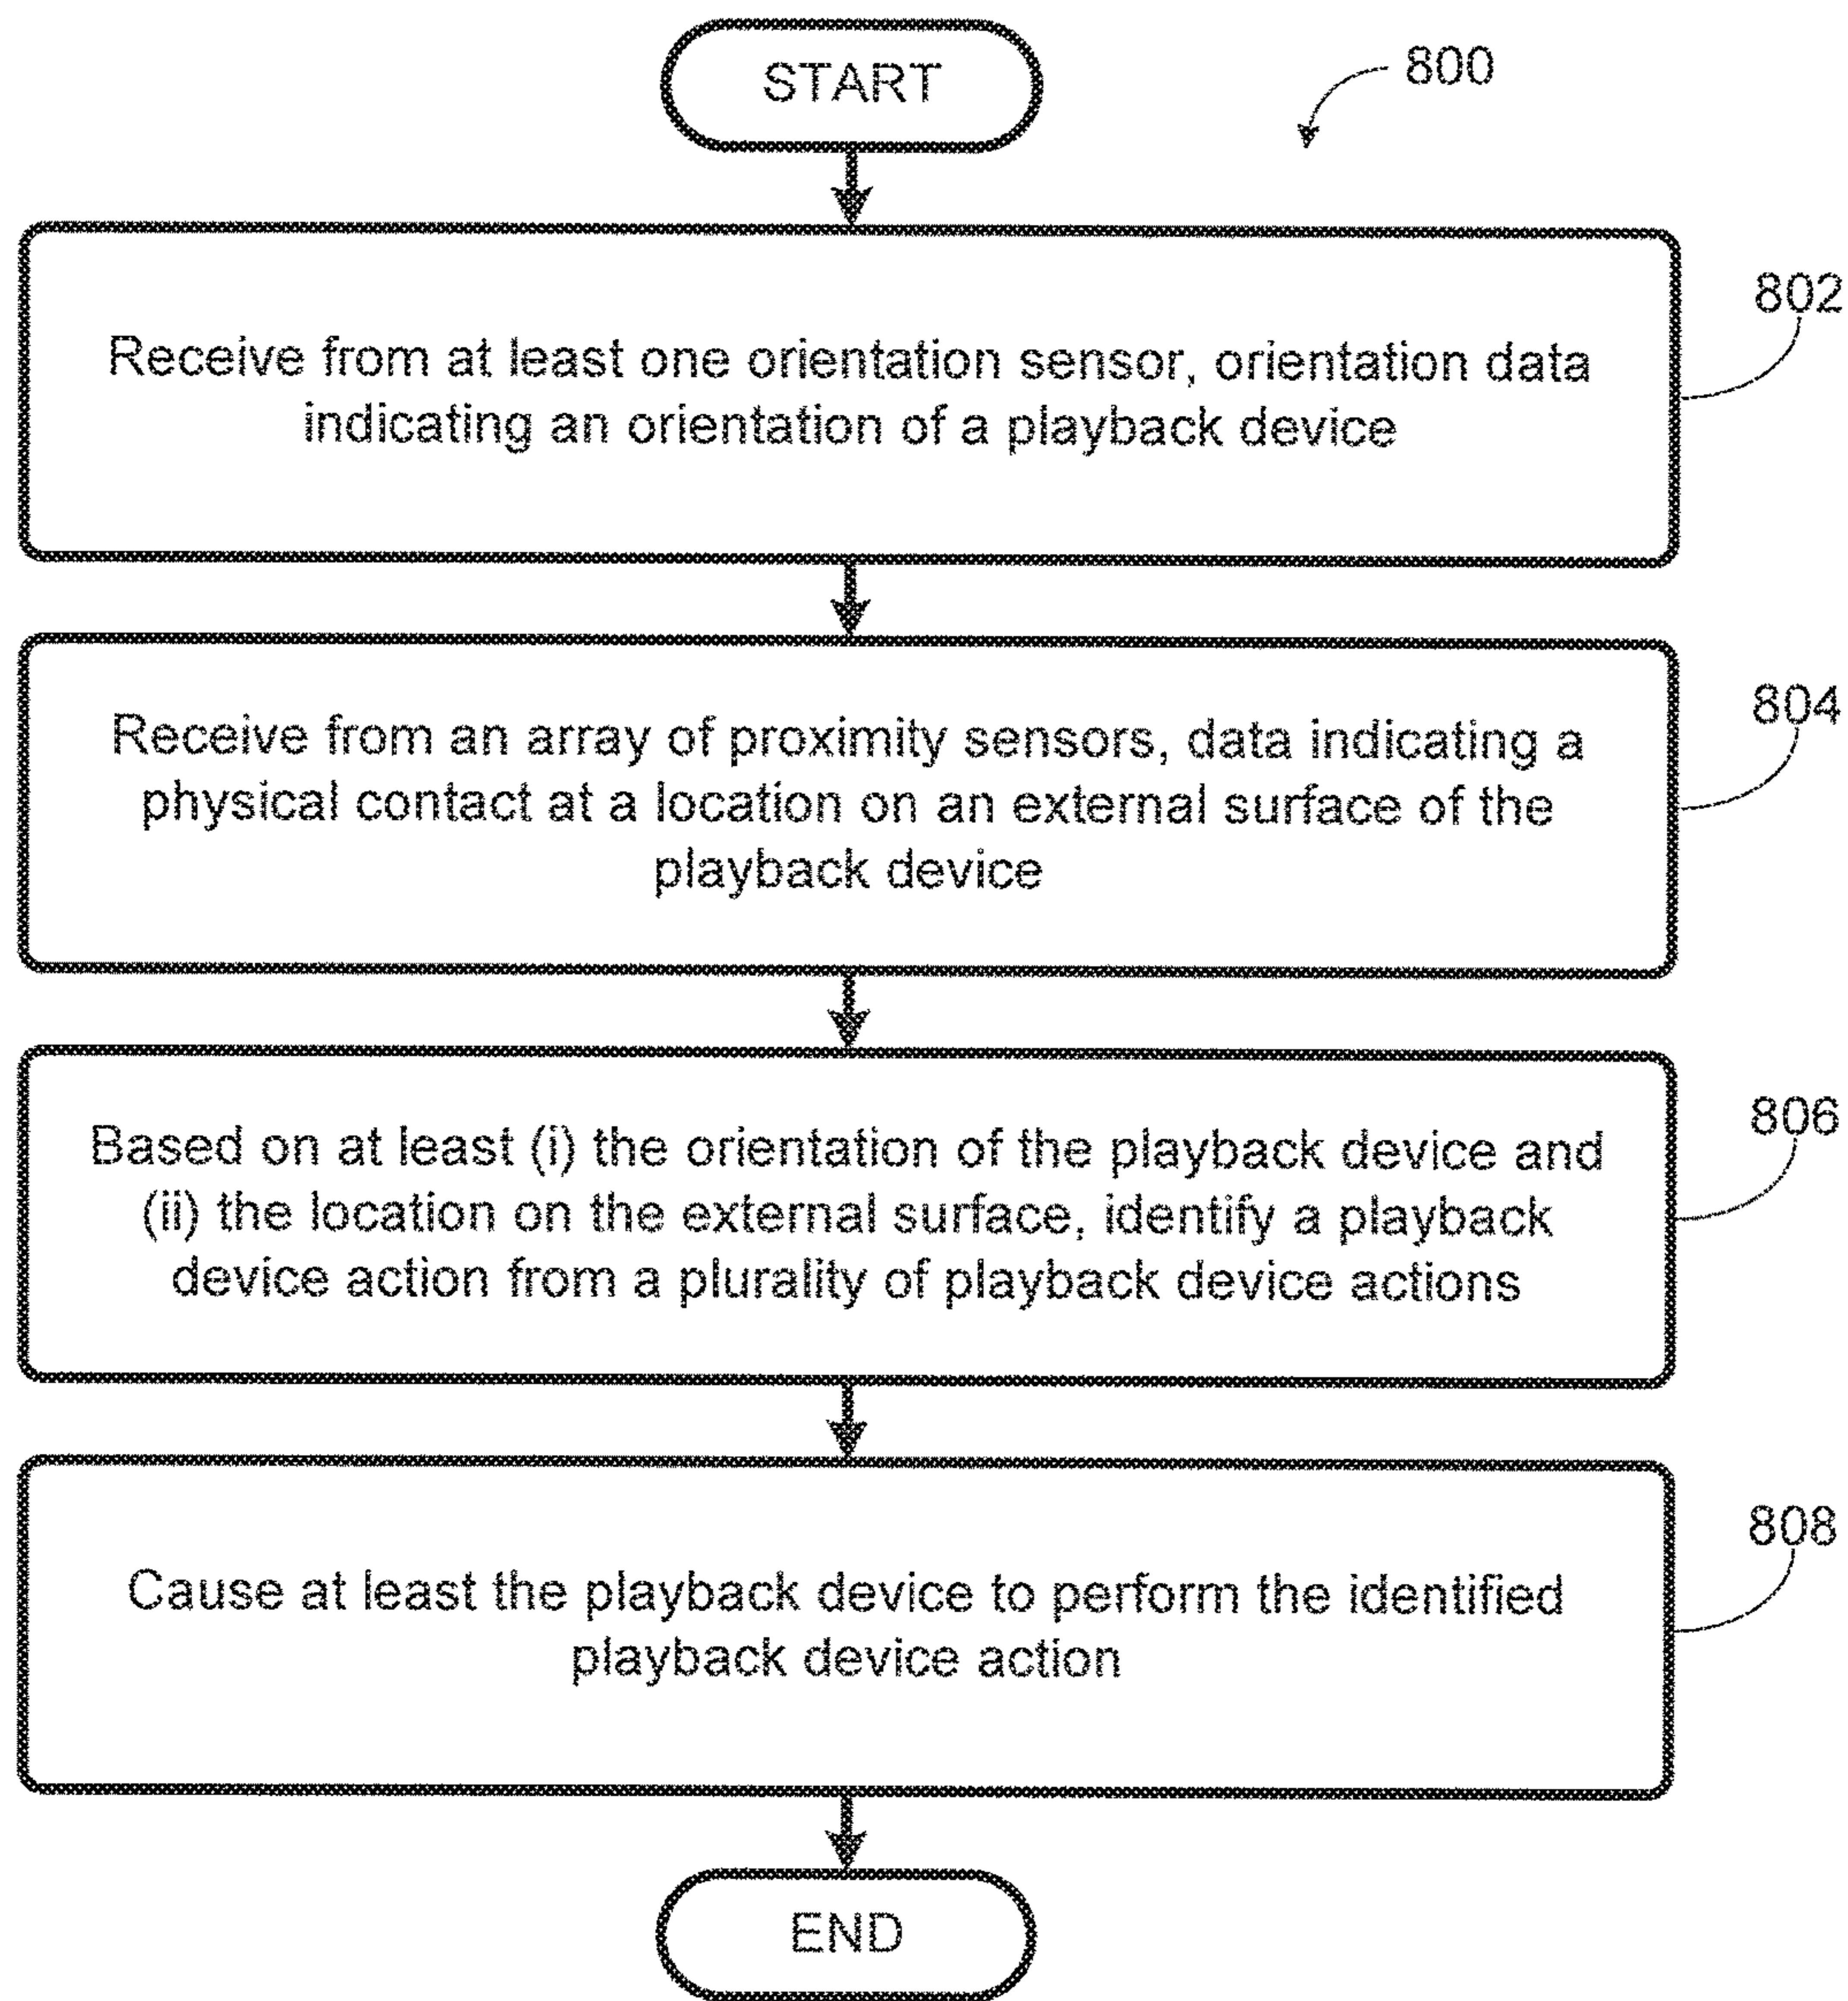 START
800
802
Receive from at least one orientation sensor, orientation data
indicating an orientation of a playback device
804
Receive from an array of proximity sensors, data indicating a
physical contact at a location on an external surface of the
playback device
806
Based on at least (i) the orientation of the playback device and
(ii) the location on the external surface, identify a playback
device action from a plurality of playback device actions
808
Cause at least the playback device to perform the identified
playback device action
END